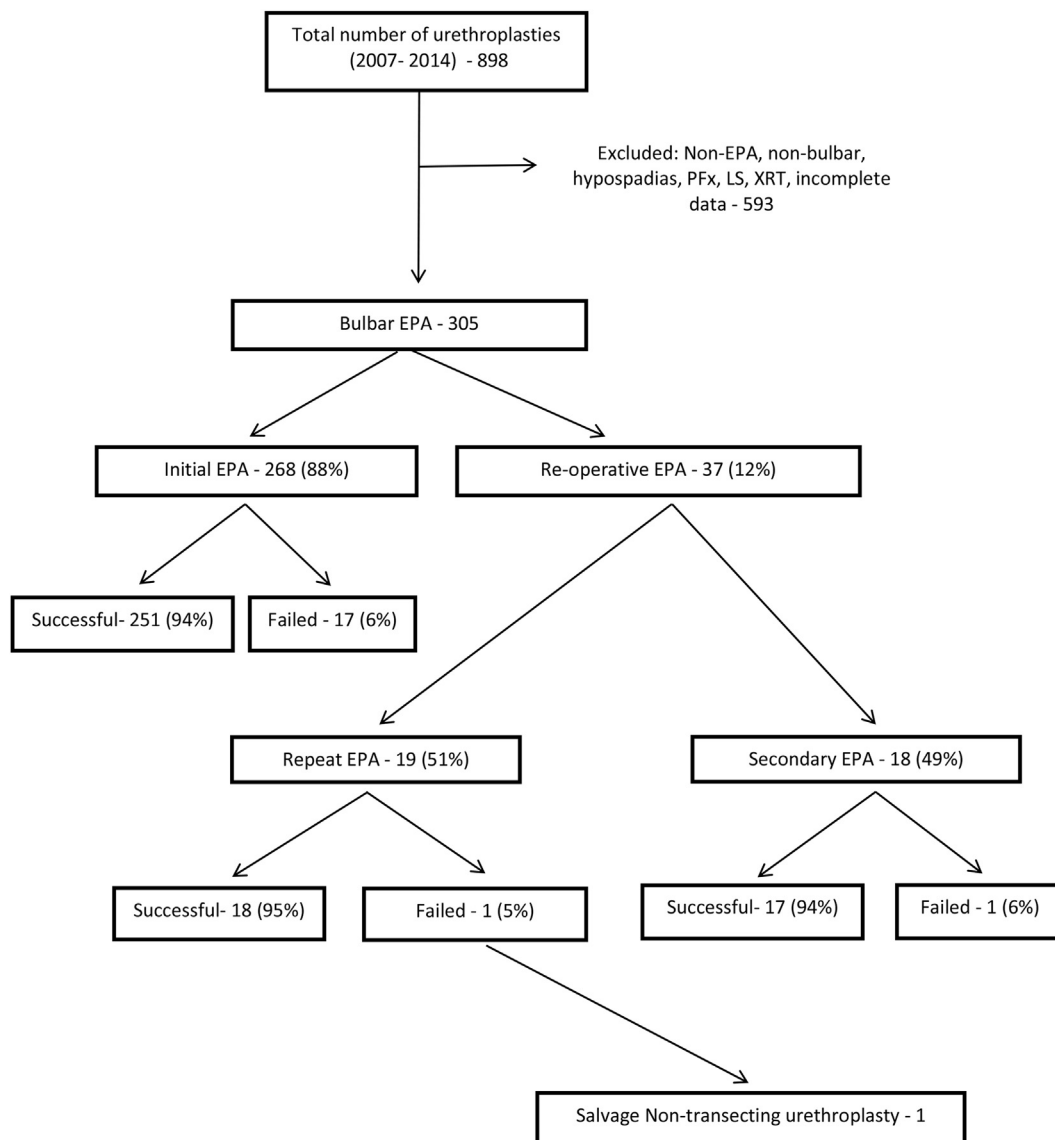 Total number of urethroplasties
(2007- 2014) - 898
Excluded: Non-EPA, non-bulbar,
hypospadias, PFx, LS, XRT, incomplete
data - 593
Bulbar EPA - 305
Initial EPA - 268 (88%)
Re-operative EPA - 37 (12%)
Successful- 251 (94%)
Failed - 17 (6%)
Repeat EPA - 19 (51%)
Secondary EPA - 18 (49%)
Successful- 18 (95%)
Failed - 1 (5%)
Successful- 17 (94%)
Failed - 1 (6%)
Salvage Non-transecting urethroplasty - 1